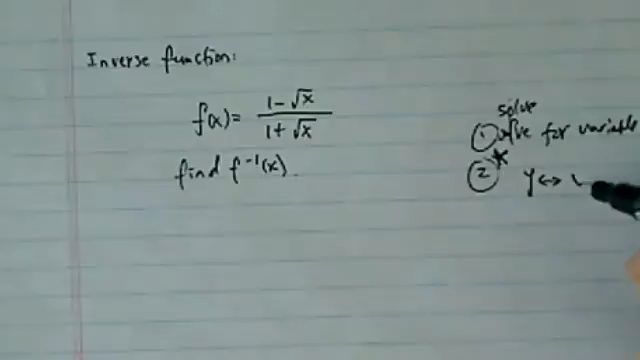 Inverse function:
f(x) = (1 - √x) / (1 + √x)
find f⁻¹(x).
solve
① solve for variable
② * y ↔